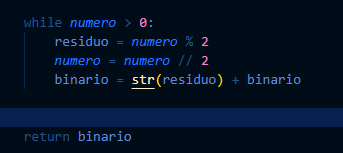 while numero > 0:
    residuo = numero % 2
    numero = numero // 2
    binario = str(residuo) + binario
return binario